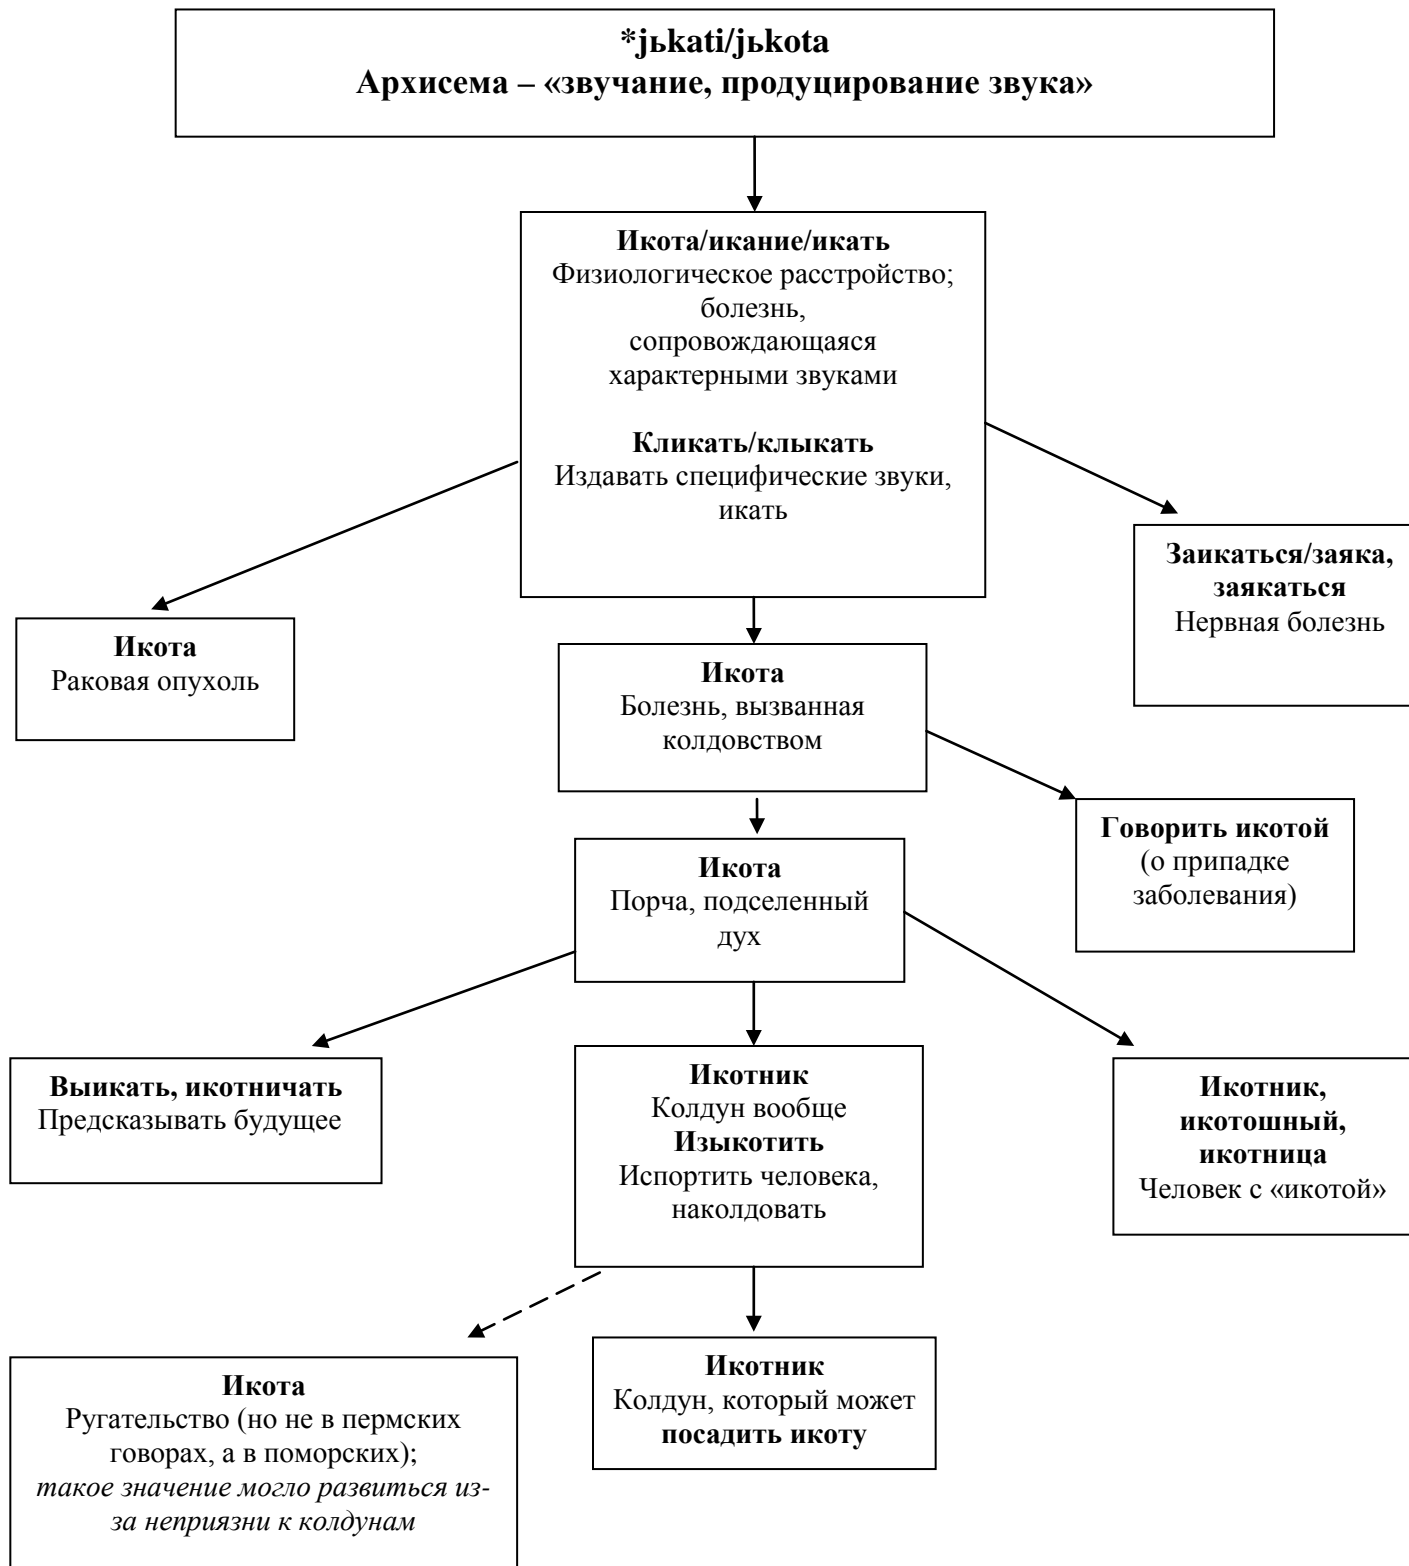 *jьkati/jьkota
Архисема – «звучание, продуцирование звука»
Икота/икание/икать
Физиологическое расстройство;
болезнь,
сопровождающаяся
характерными звуками
Кликать/клыкать
Издавать специфические звуки,
икать
Заикаться/заяка,
заякаться
Нервная болезнь
Икота
Раковая опухоль
Икота
Болезнь, вызванная
колдовством
Говорить икотой
(о припадке
заболевания)
Икота
Порча, подселенный
дух
Выикать, икотничать
Предсказывать будущее
Икотник
Колдун вообще
Изыкотить
Испортить человека,
наколдовать
Икотник,
икотошный,
икотница
Человек с «икотой»
Икота
Ругательство (но не в пермских
говорах, а в поморских);
такое значение могло развиться из-
за неприязни к колдунам
Икотник
Колдун, который может
посадить икоту